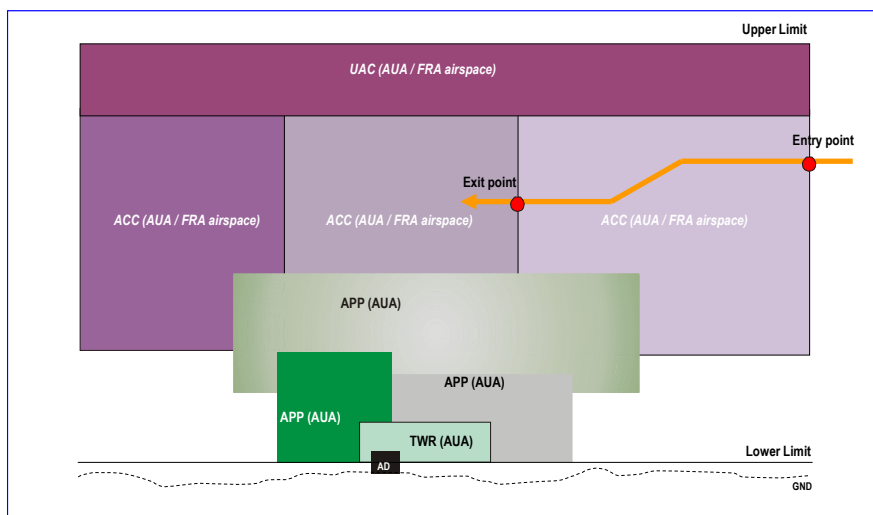 Upper Limit
UAC (AUA / FRA airspace)
Entry point
Exit point
ACC (AUA / FRA airspace)
ACC (AUA / FRA airspace)
ACC (AUA / FRA airspace)
APP (AUA)
APP (AUA)
APP (AUA)
TWR (AUA)
Lower Limit
AD
GND